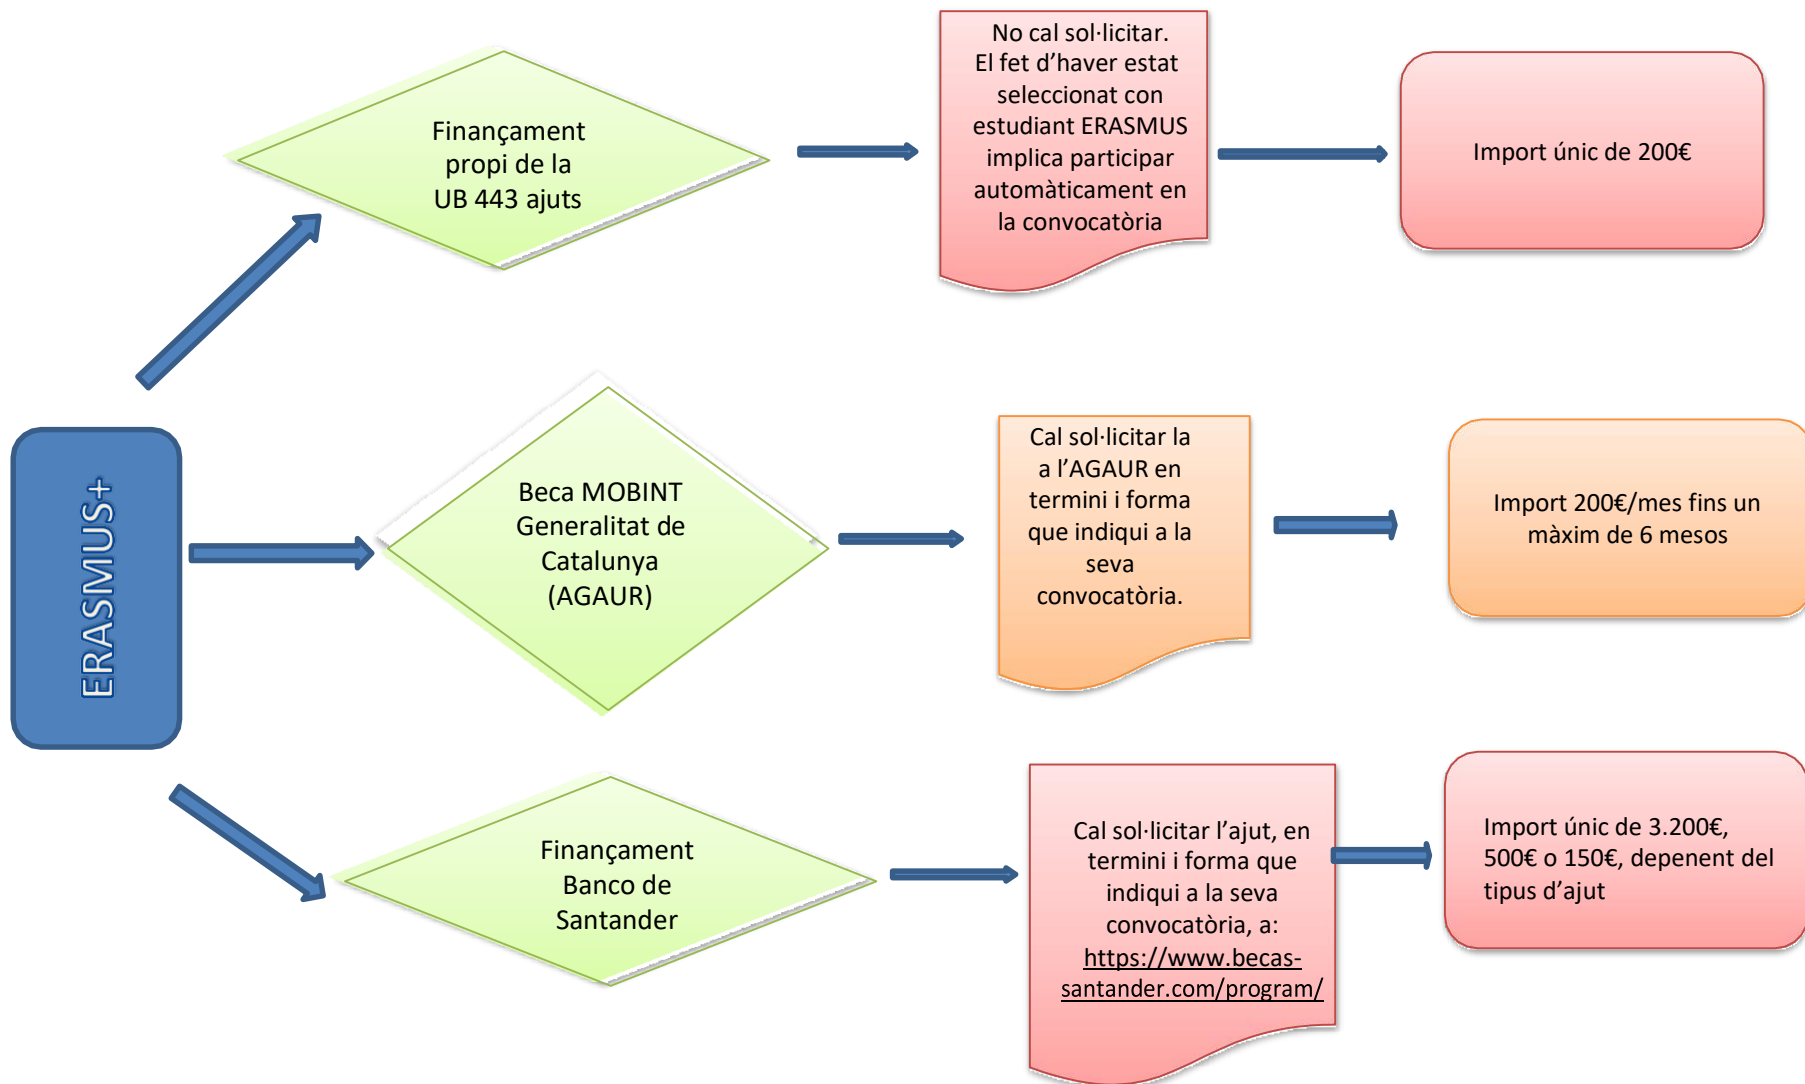 ERASMUS+
Finançament
propi de la
UB 443 ajuts
No cal sol·licitar.
El fet d’haver estat
seleccionat con
estudiant ERASMUS
implica participar
automàticament en
la convocatòria
Import únic de 200€
Beca MOBINT
Generalitat de
Catalunya
(AGAUR)
Cal sol·licitar la
a l’AGAUR en
termini i forma
que indiqui a la
seva
convocatòria.
Import 200€/mes fins un
màxim de 6 mesos
Finançament
Banco de
Santander
Cal sol·licitar l’ajut, en
termini i forma que
indiqui a la seva
convocatòria, a:
https://www.becas-
santander.com/program/
Import únic de 3.200€,
500€ o 150€, depenent del
tipus d’ajut